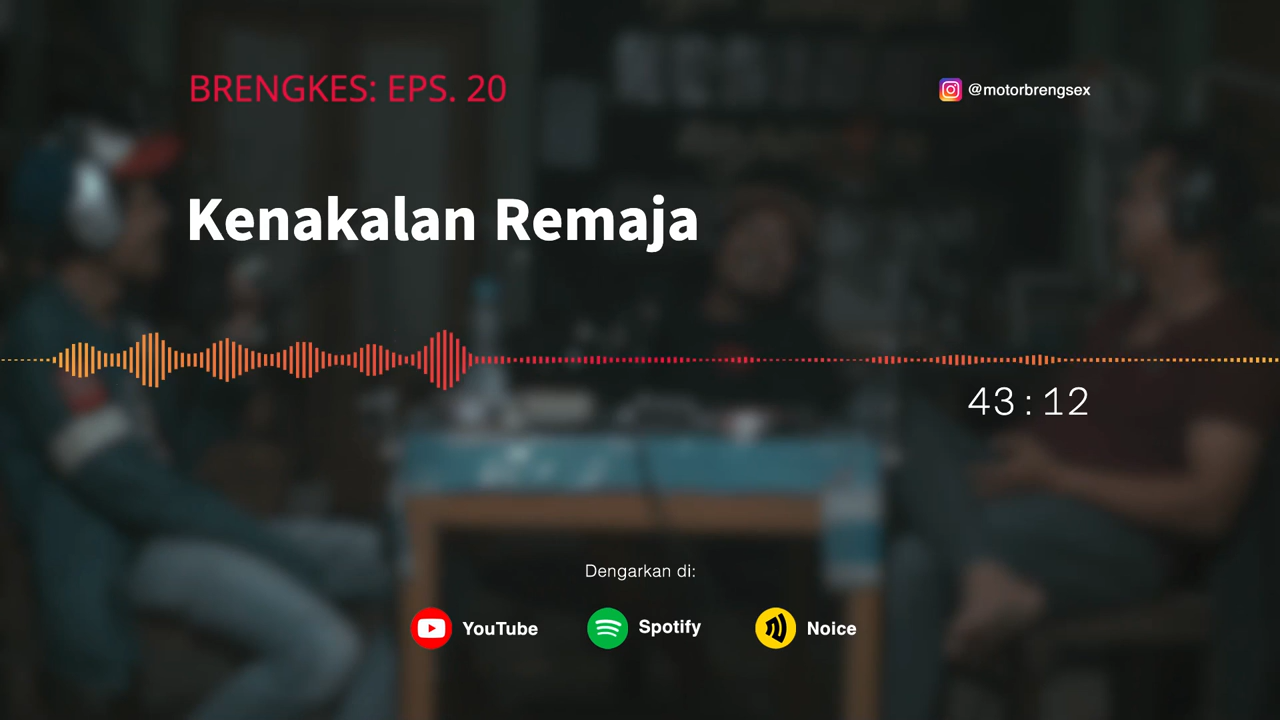 BRENGKES: EPS. 20
@motorbrengsex
Kenakalan Remaja
43:12
Dengarkan di:
YouTube
Spotify
Noice